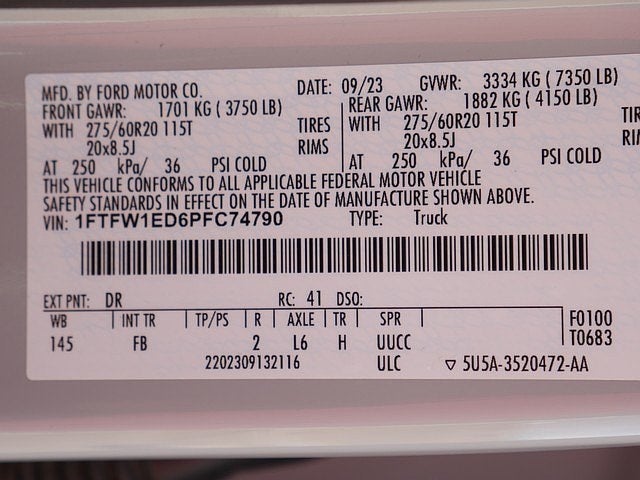 MFD. BY FORD MOTOR CO. DATE: 09/23 GVWR: 3334 KG ( 7350 LB)
FRONT GAWR: 1701 KG ( 3750 LB) REAR GAWR: 1882 KG ( 4150 LB)
WITH 275/60R20 115T TIRES WITH 275/60R20 115T TIR
20x8.5J RIMS 20x8.5J RI
AT 250 kPa/ 36 PSI COLD AT 250 kPa/ 36 PSI COLD
THIS VEHICLE CONFORMS TO ALL APPLICABLE FEDERAL MOTOR VEHICLE
SAFETY STANDARDS IN EFFECT ON THE DATE OF MANUFACTURE SHOWN ABOVE.
VIN: 1FTFW1ED6PFC74790 TYPE: Truck
EXT PNT: DR RC: 41 DSO:
WB INT TR TP/PS R AXLE TR SPR F0100
145 FB 2 L6 H UUCC T0683
2202309132116 ULC ▽ 5U5A-3520472-AA